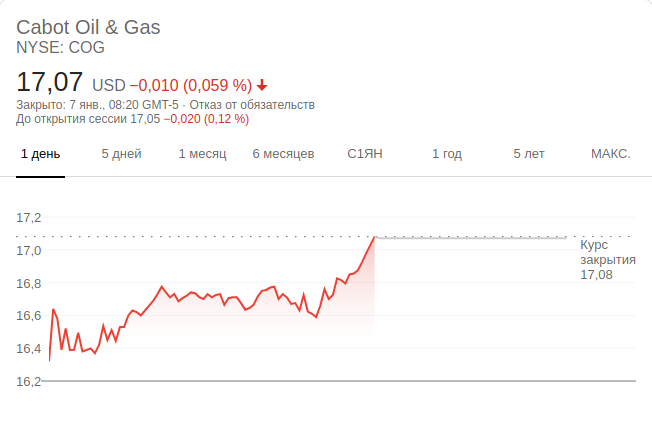 Cabot Oil & Gas
NYSE: COG
17,07 USD −0,010 (0,059 %)
Закрыто: 7 янв., 08:20 GMT-5 · Отказ от обязательств
До открытия сессии 17,05 −0,020 (0,12 %)
1 день 5 дней 1 месяц 6 месяцев С1ЯН 1 год 5 лет МАКС.
17,2
17,0
Курс
закрытия
17,08
16,8
16,6
16,4
16,2